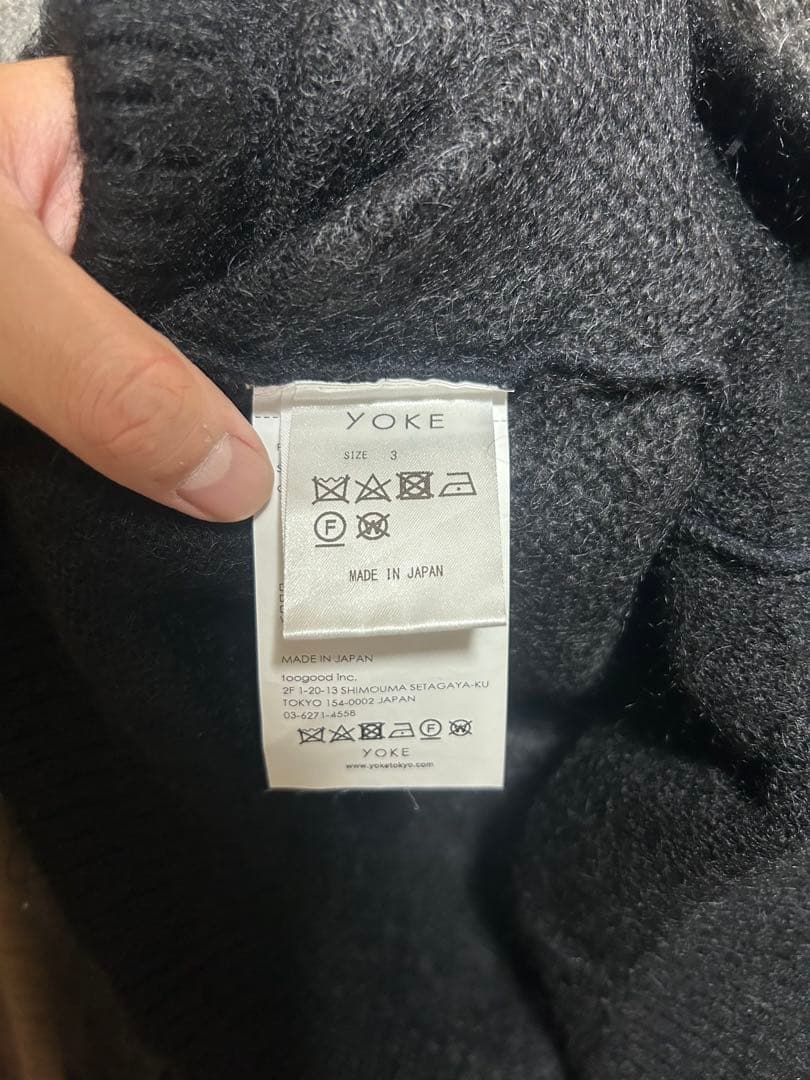 YOKE
SIZE 3
F W
MADE IN JAPAN
MADE IN JAPAN
toogood inc.
2F 1-20-13 SHIMOUMA SETAGAYA-KU
TOKYO 154-0002 JAPAN
03-6271-4558
F W
YOKE
www.yoketokyo.com